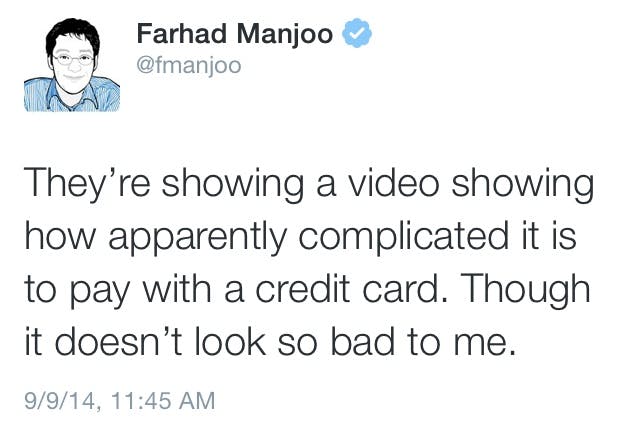 Farhad Manjoo
@fmanjoo
They’re showing a video showing
how apparently complicated it is
to pay with a credit card. Though
it doesn’t look so bad to me.
9/9/14, 11:45 AM